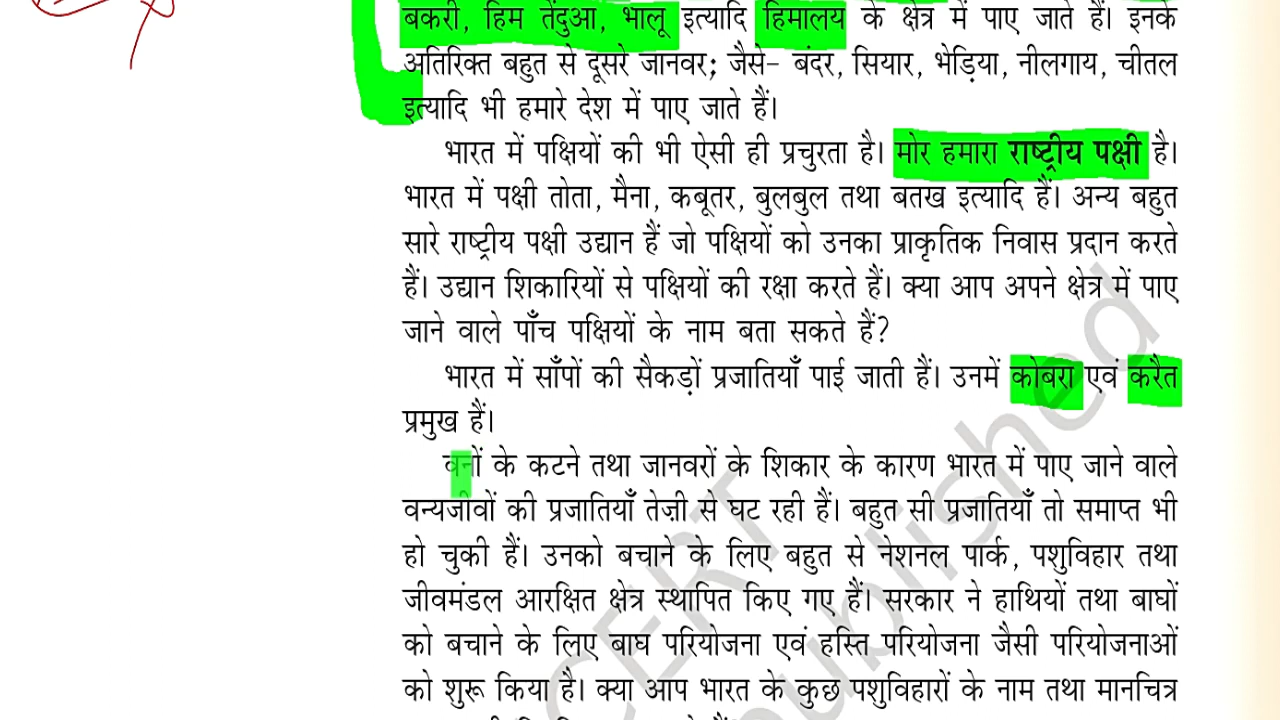 बकरी, हिम तेंदुआ, भालू इत्यादि हिमालय के क्षेत्र में पाए जाते हैं। इनके
अतिरिक्त बहुत से दूसरे जानवर; जैसे– बंदर, सियार, भेड़िया, नीलगाय, चीतल
इत्यादि भी हमारे देश में पाए जाते हैं।
भारत में पक्षियों की भी ऐसी ही प्रचुरता है। मोर हमारा राष्ट्रीय पक्षी है।
भारत में पक्षी तोता, मैना, कबूतर, बुलबुल तथा बतख इत्यादि हैं। अन्य बहुत
सारे राष्ट्रीय पक्षी उद्यान हैं जो पक्षियों को उनका प्राकृतिक निवास प्रदान करते
हैं। उद्यान शिकारियों से पक्षियों की रक्षा करते हैं। क्या आप अपने क्षेत्र में पाए
जाने वाले पाँच पक्षियों के नाम बता सकते हैं?
भारत में साँपों की सैकड़ों प्रजातियाँ पाई जाती हैं। उनमें कोबरा एवं करैत
प्रमुख हैं।
वनों के कटने तथा जानवरों के शिकार के कारण भारत में पाए जाने वाले
वन्यजीवों की प्रजातियाँ तेज़ी से घट रही हैं। बहुत सी प्रजातियाँ तो समाप्त भी
हो चुकी हैं। उनको बचाने के लिए बहुत से नेशनल पार्क, पशुविहार तथा
जीवमंडल आरक्षित क्षेत्र स्थापित किए गए हैं। सरकार ने हाथियों तथा बाघों
को बचाने के लिए बाघ परियोजना एवं हस्ति परियोजना जैसी परियोजनाओं
को शुरू किया है। क्या आप भारत के कुछ पशुविहारों के नाम तथा मानचित्र